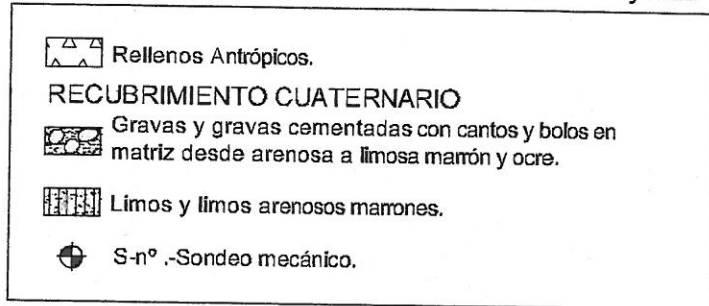 Rellenos Antrópicos.
RECUBRIMIENTO CUATERNARIO
Gravas y gravas cementadas con cantos y bolos en
matriz desde arenosa a limosa marrón y ocre.
Limos y limos arenosos marrones.
S-nº .-Sondeo mecánico.